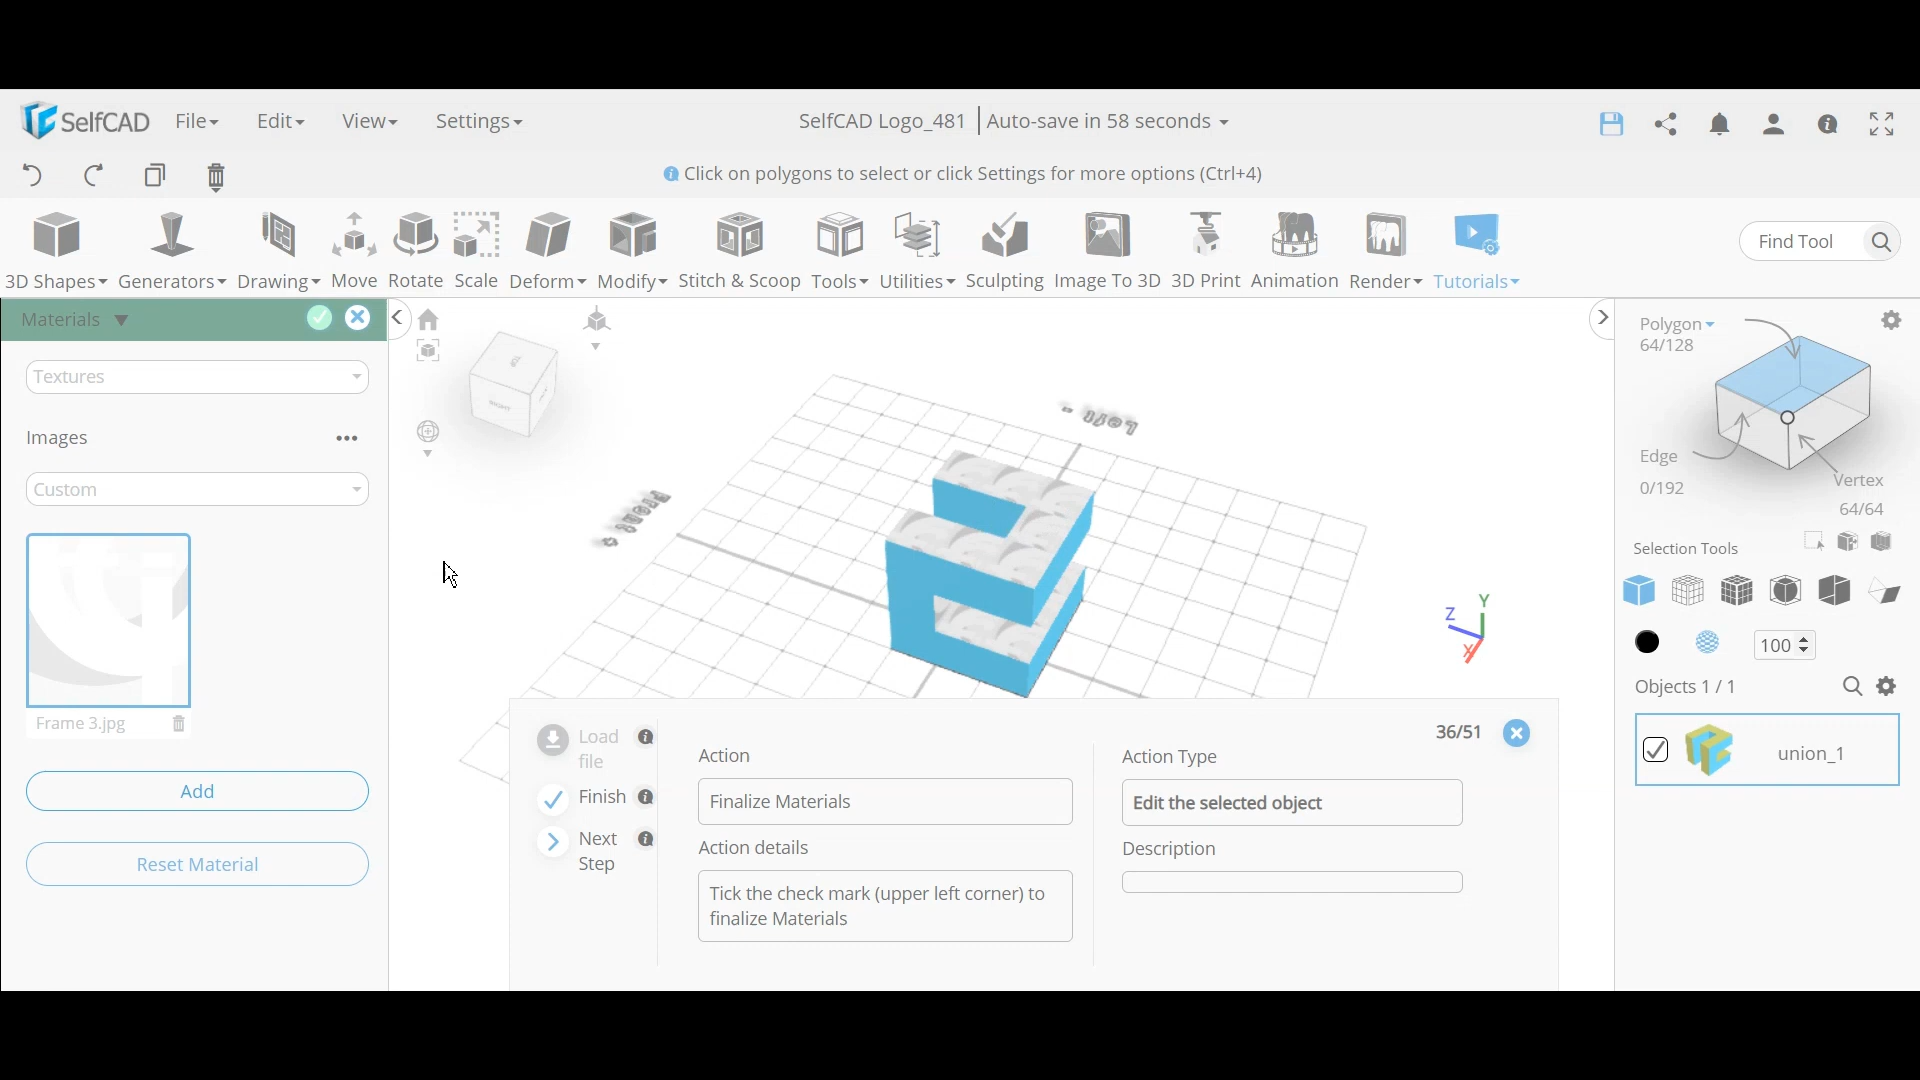 SelfCAD File Edit View Settings SelfCAD Logo_481 Auto-save in 58 seconds
Click on polygons to select or click Settings for more options (Ctrl+4)
3D Shapes Generators Drawing Move Rotate Scale Deform Modify Stitch & Scoop Tools Utilities Sculpting Image To 3D 3D Print Animation Render Tutorials
Find Tool
Materials
Textures
Images
Custom
Frame 3.jpg
Add
Reset Material
Z
Y
X
Load
file
Finish
Next
Step
Action
Finalize Materials
Action details
Tick the check mark (upper left corner) to
finalize Materials
36/51
Action Type
Edit the selected object
Description
Polygon
64/128
Edge
0/192
Vertex
64/64
Selection Tools
100
Objects 1 / 1
union_1